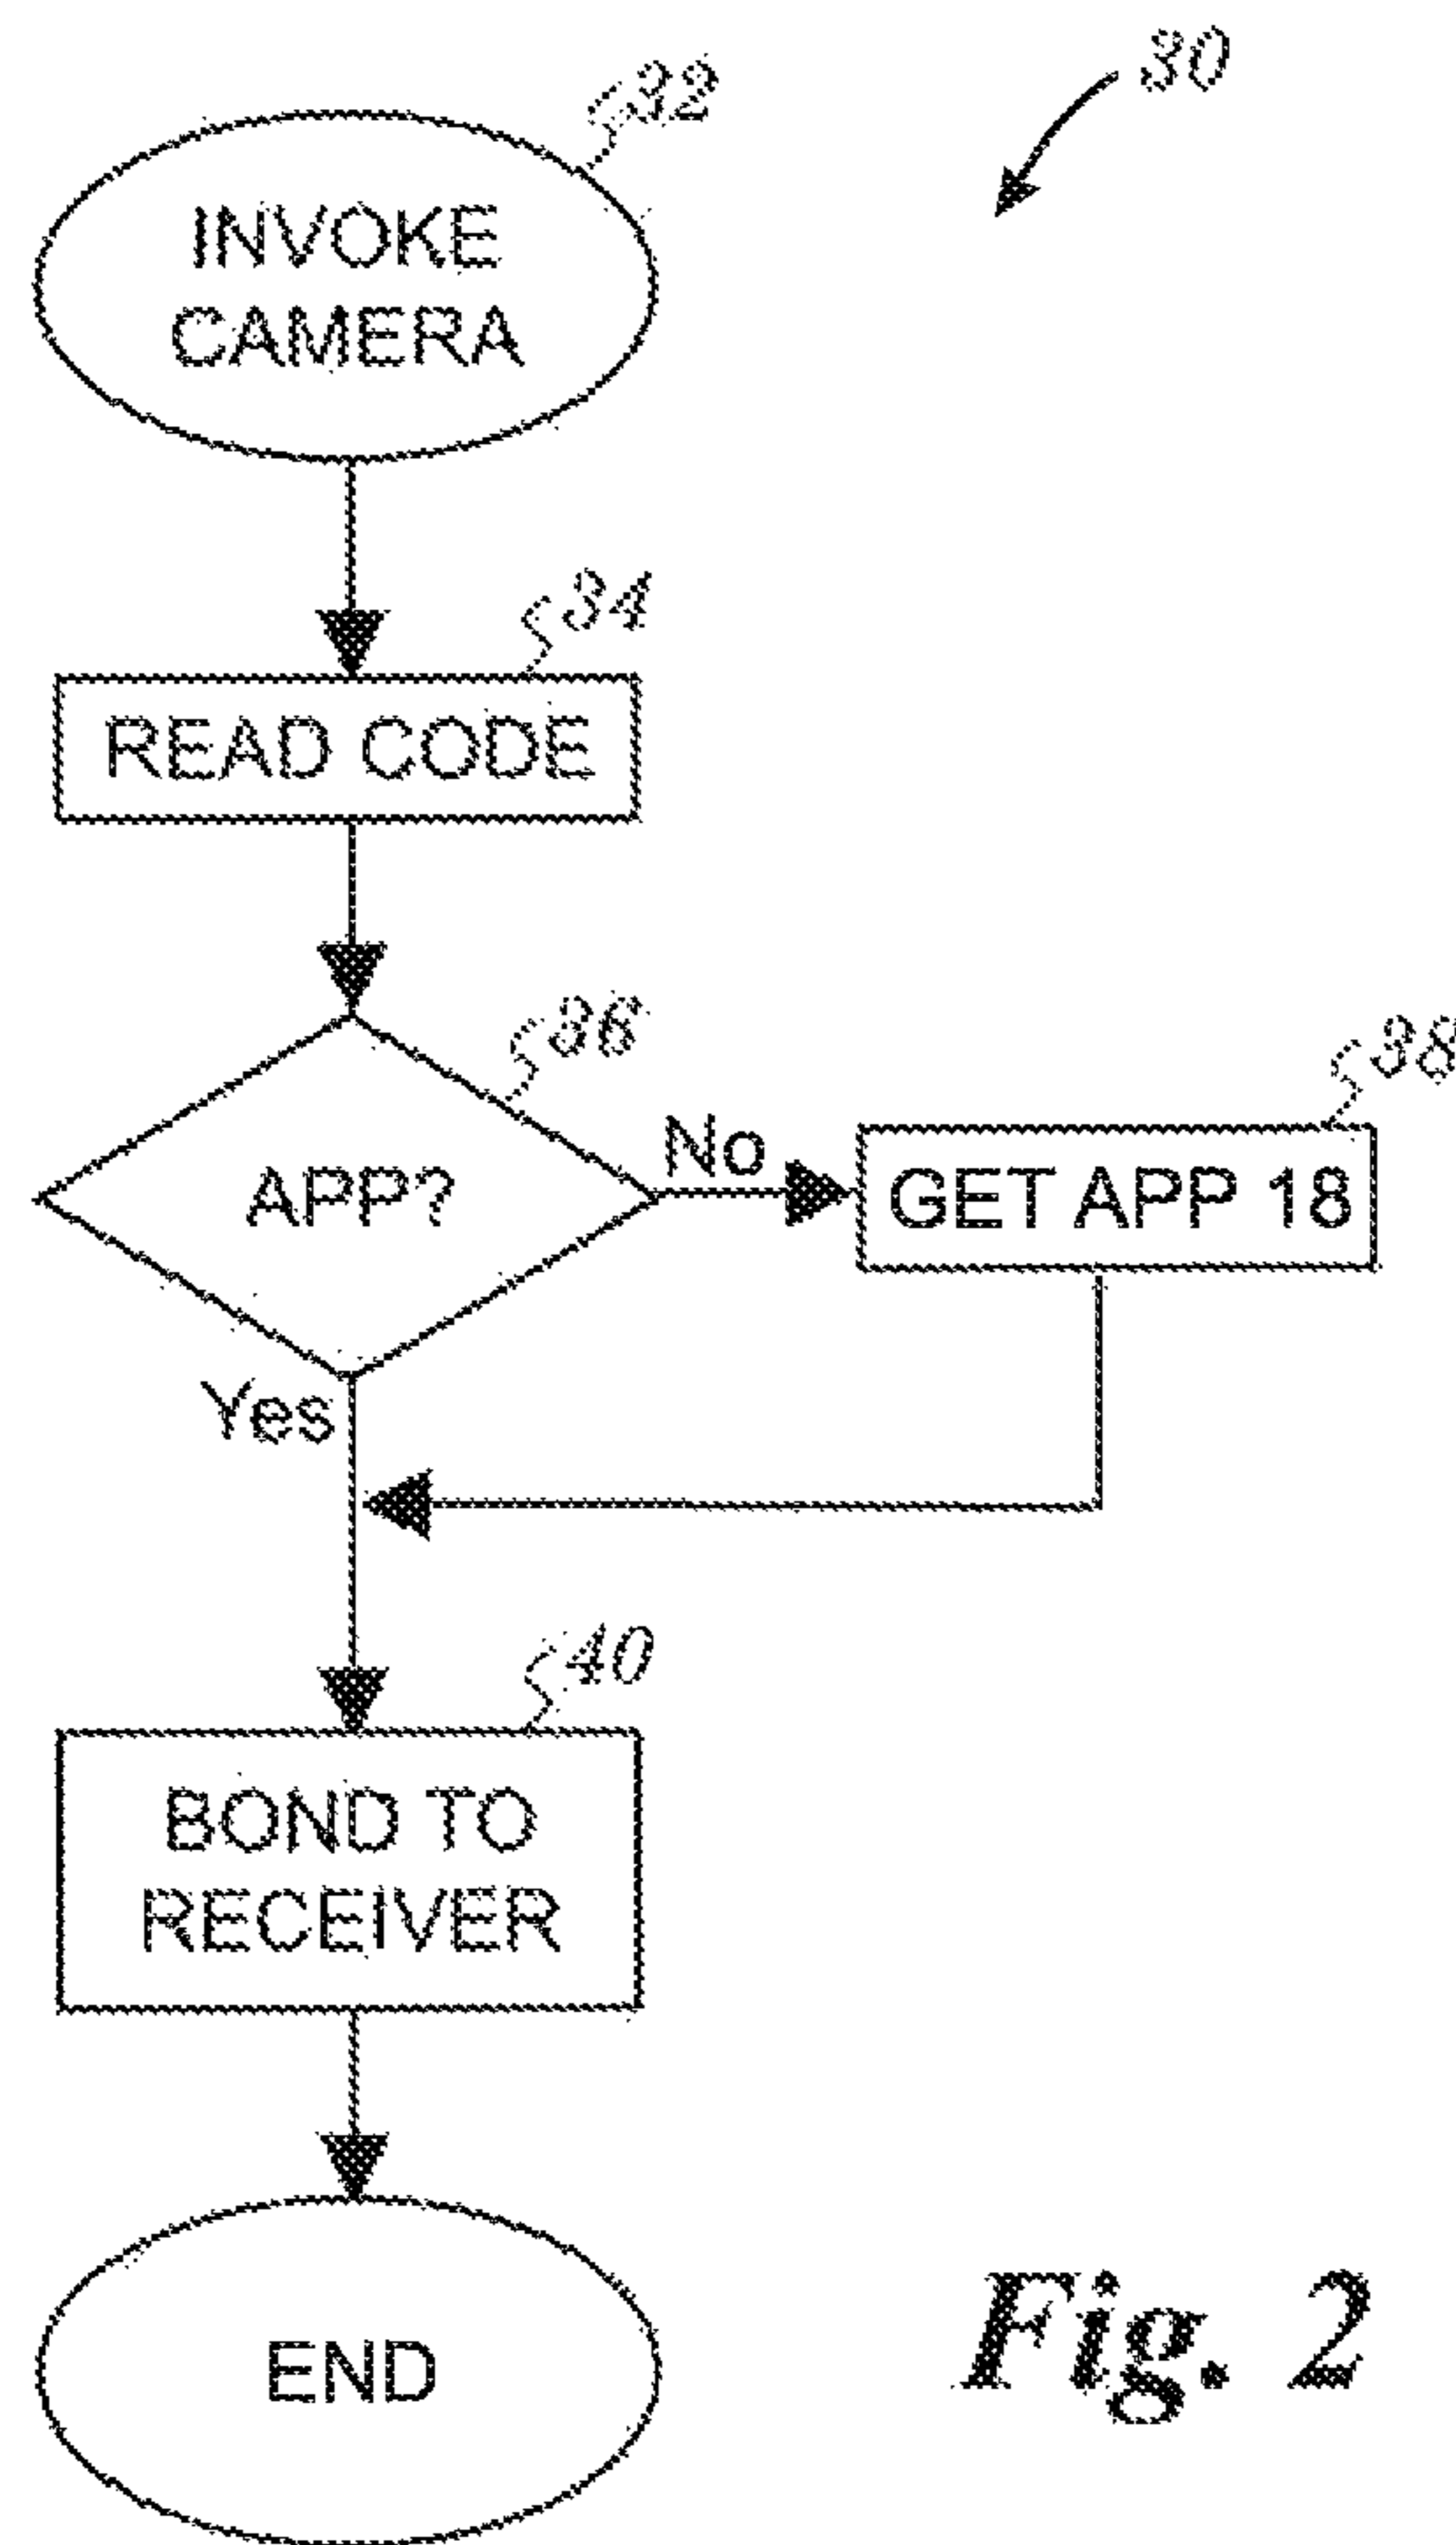 30
32
INVOKE
CAMERA
34
READ CODE
36
APP?
No
38
GET APP 18
Yes
40
BOND TO
RECEIVER
END
Fig. 2